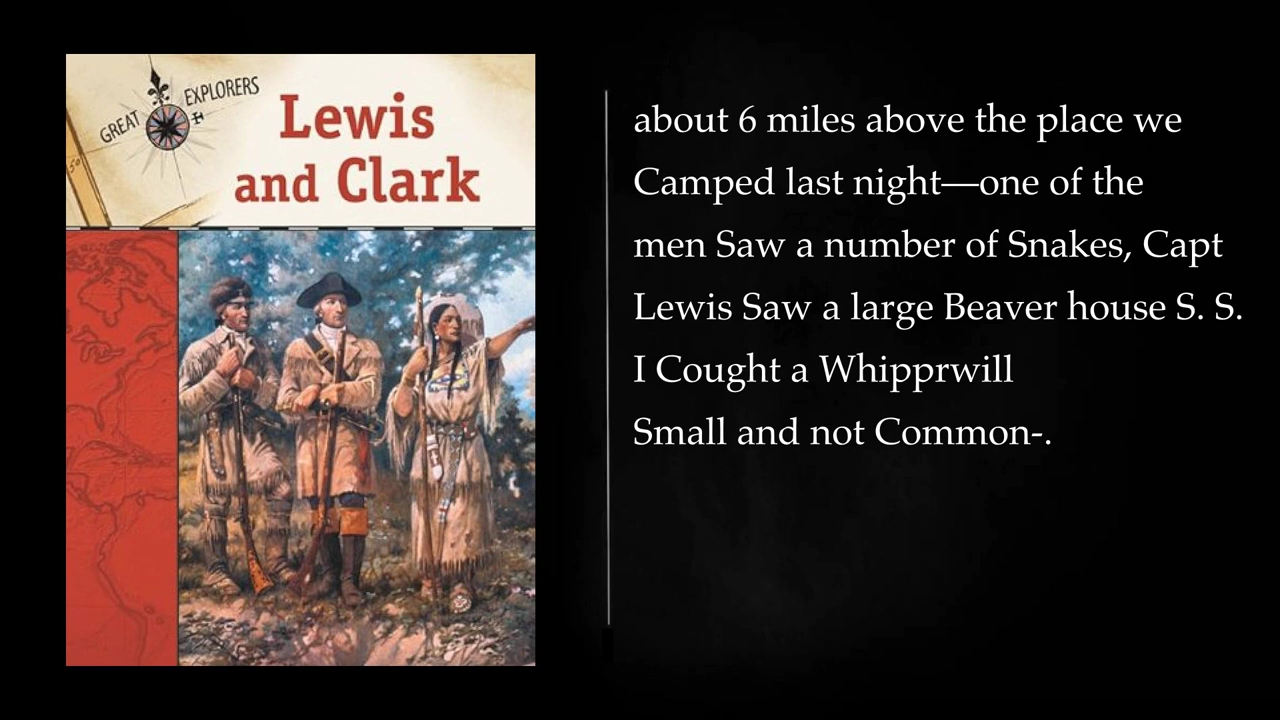 GREAT EXPLORERS
Lewis
and Clark
about 6 miles above the place we
Camped last night—one of the
men Saw a number of Snakes, Capt
Lewis Saw a large Beaver house S. S.
I Cought a Whipprwill
Small and not Common-.